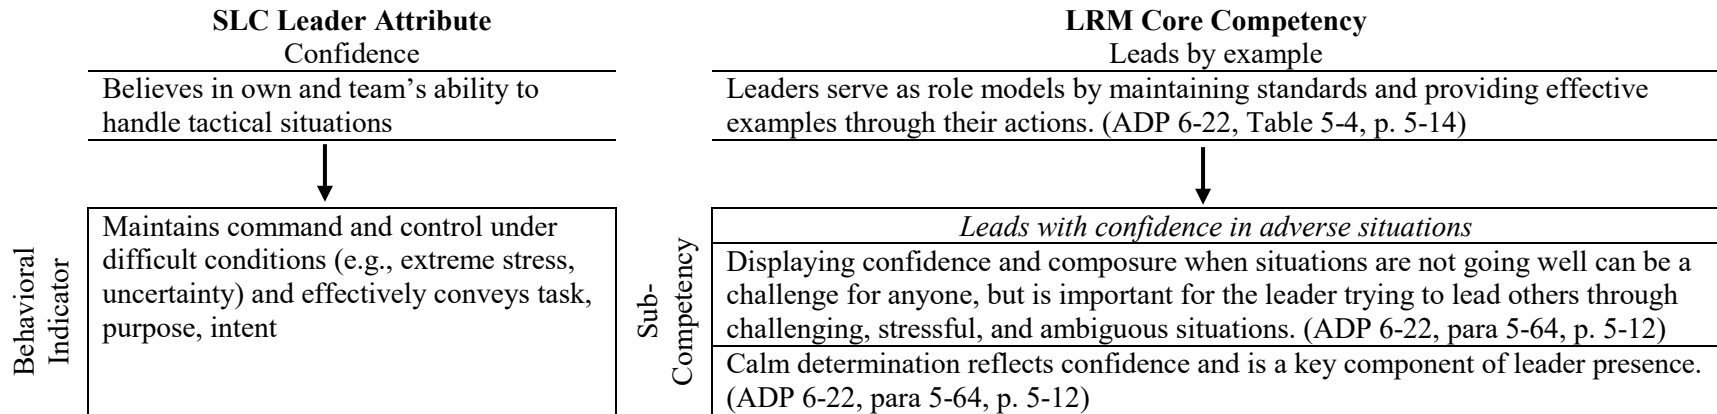 SLC Leader Attribute
Confidence
Believes in own and team’s ability to
handle tactical situations
Behavioral
Indicator
Maintains command and control under
difficult conditions (e.g., extreme stress,
uncertainty) and effectively conveys task,
purpose, intent
LRM Core Competency
Leads by example
Leaders serve as role models by maintaining standards and providing effective
examples through their actions. (ADP 6-22, Table 5-4, p. 5-14)
Sub-
Competency
Leads with confidence in adverse situations
Displaying confidence and composure when situations are not going well can be a
challenge for anyone, but is important for the leader trying to lead others through
challenging, stressful, and ambiguous situations. (ADP 6-22, para 5-64, p. 5-12)
Calm determination reflects confidence and is a key component of leader presence.
(ADP 6-22, para 5-64, p. 5-12)